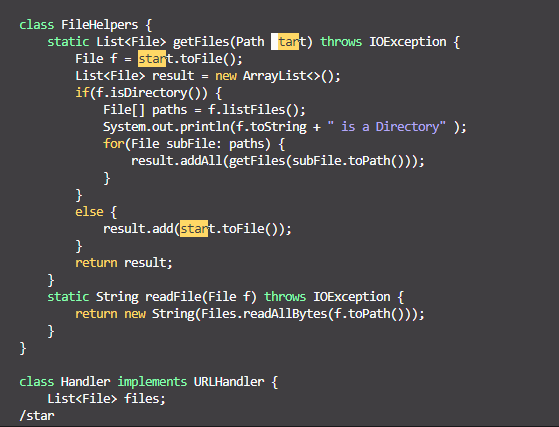 class FileHelpers {
static List<File> getFiles(Path start) throws IOException {
File f = start.toFile();
List<File> result = new ArrayList<>();
if(f.isDirectory()) {
File[] paths = f.listFiles();
System.out.println(f.toString + " is a Directory" );
for(File subFile: paths) {
result.addAll(getFiles(subFile.toPath()));
}
}
else {
result.add(start.toFile());
}
return result;
}
static String readFile(File f) throws IOException {
return new String(Files.readAllBytes(f.toPath()));
}
}
class Handler implements URLHandler {
List<File> files;
/star